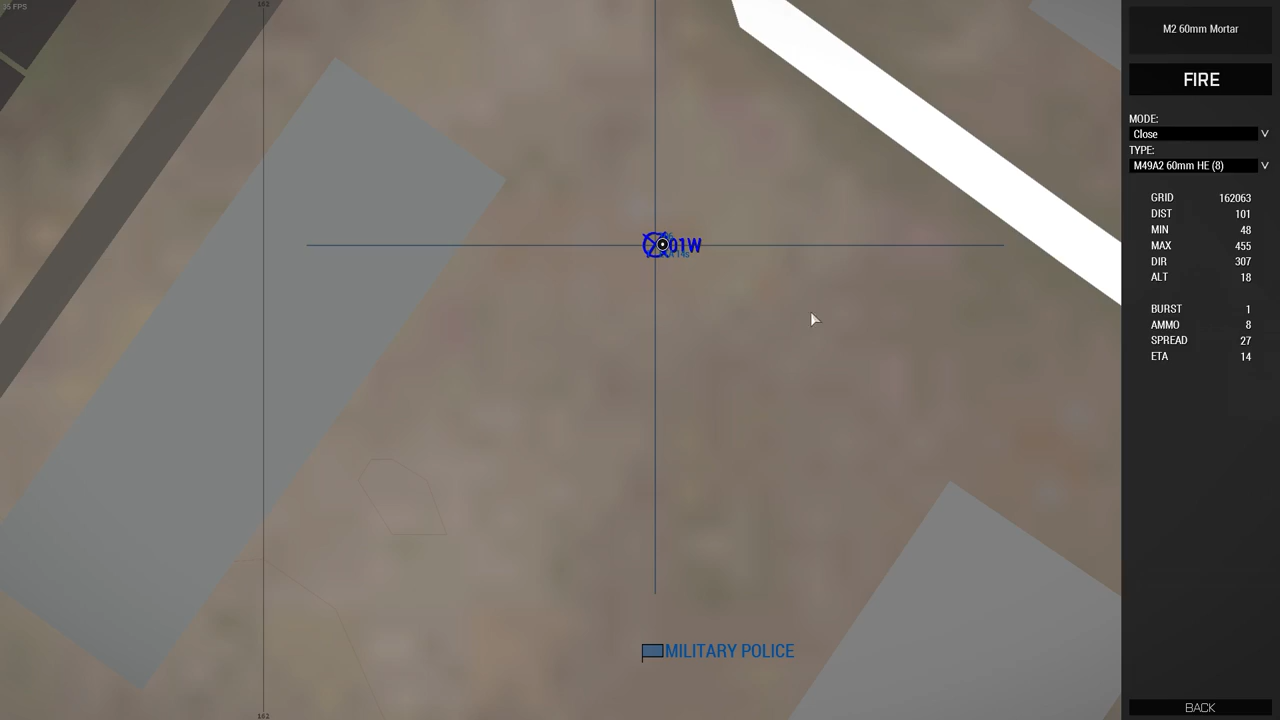 35 FPS
162
M2 60mm Mortar
FIRE
MODE:
Close
V
TYPE:
M49A2 60mm HE (8)
V
GRID 162063
DIST 101
MIN 48
MAX 455
DIR 307
ALT 18
BURST 1
AMMO 8
SPREAD 27
ETA 14
01W
MILITARY POLICE
162
BACK